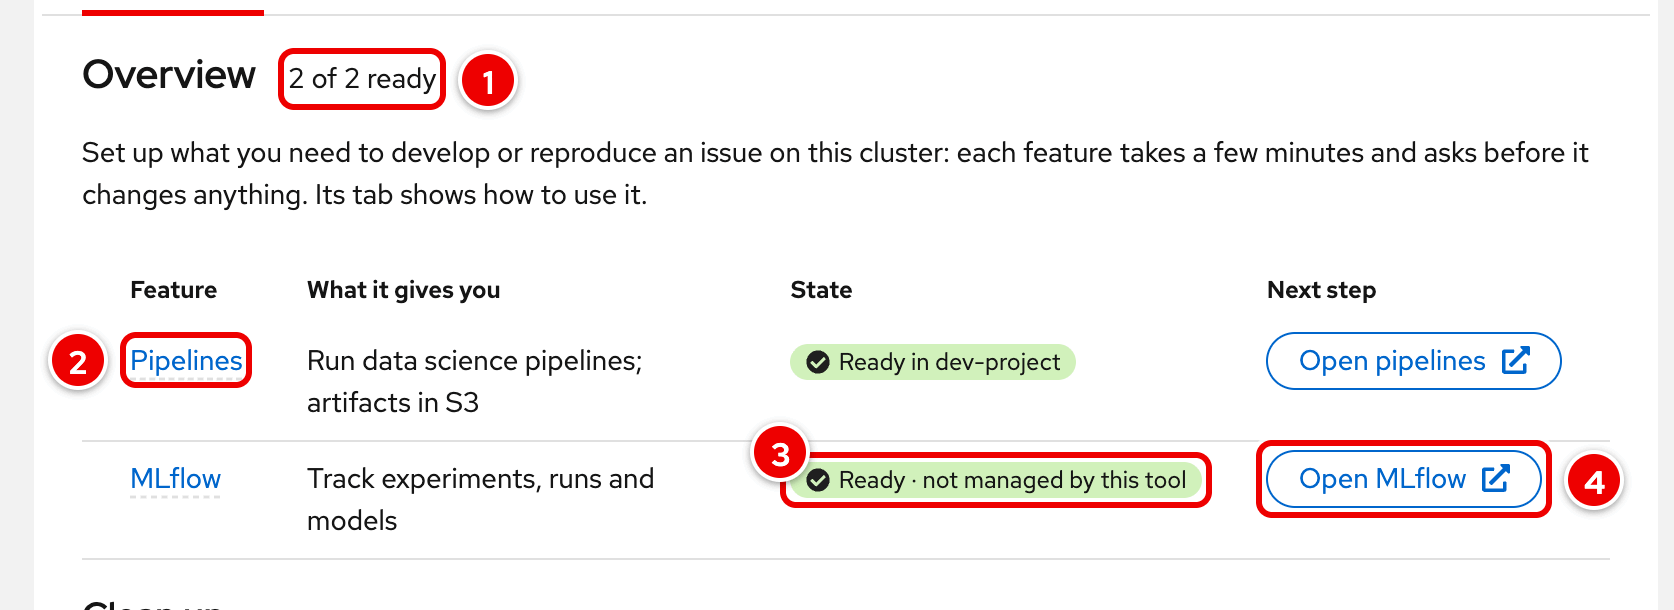 Overview 2 of 2 ready 1
Set up what you need to develop or reproduce an issue on this cluster: each feature takes a few minutes and asks before it
changes anything. Its tab shows how to use it.
Feature What it gives you State Next step
2 Pipelines Run data science pipelines; Ready in dev-project Open pipelines
artifacts in S3
3
MLflow Track experiments, runs and Ready · not managed by this tool Open MLflow 4
models